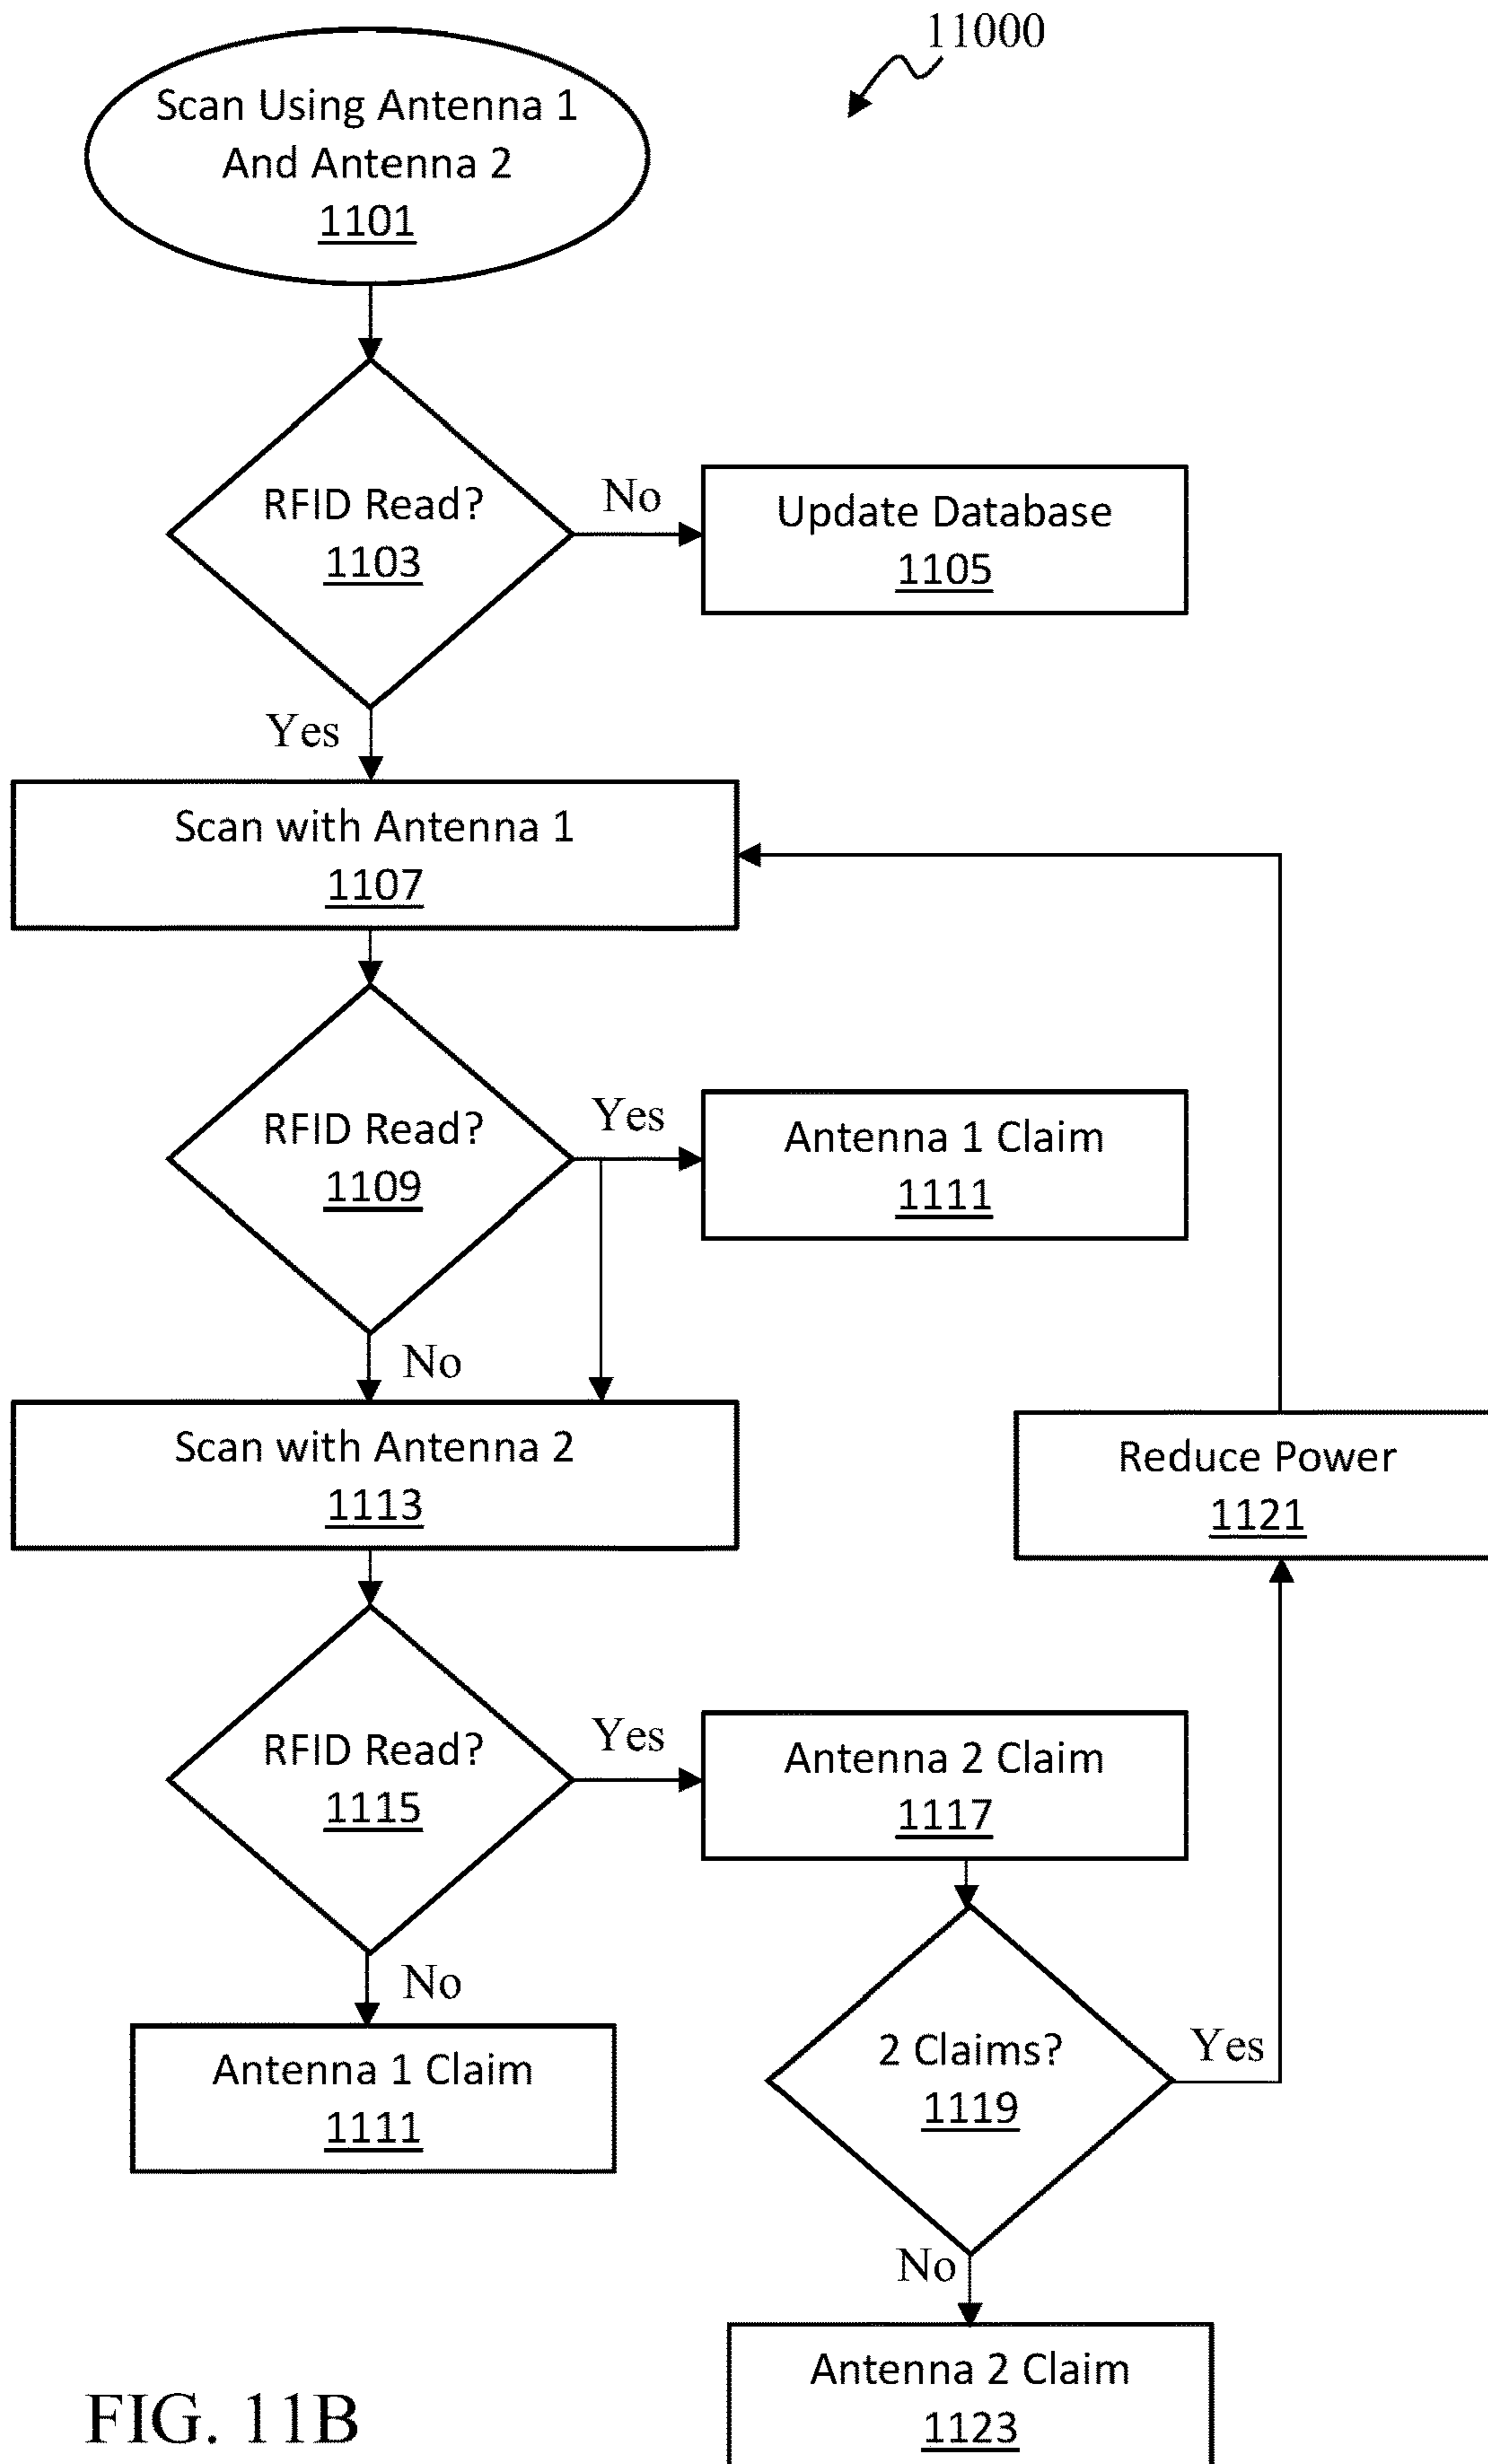 11000
Scan Using Antenna 1
And Antenna 2
1101
RFID Read?
1103
No
Update Database
1105
Yes
Scan with Antenna 1
1107
RFID Read?
1109
Yes
Antenna 1 Claim
1111
No
Scan with Antenna 2
1113
Reduce Power
1121
RFID Read?
1115
Yes
Antenna 2 Claim
1117
No
Antenna 1 Claim
1111
2 Claims?
1119
Yes
No
Antenna 2 Claim
1123
FIG. 11B